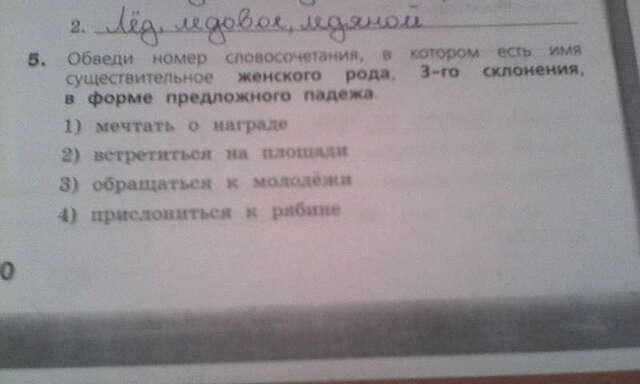 2. Лёд, ледовое, ледяной
5. Обведи номер словосочетания, в котором есть имя
существительное женского рода, 3-го склонения,
в форме предложного падежа.
1) мечтать о награде
2) встретиться на площади
3) обращаться к молодёжи
4) прислониться к рябине
0